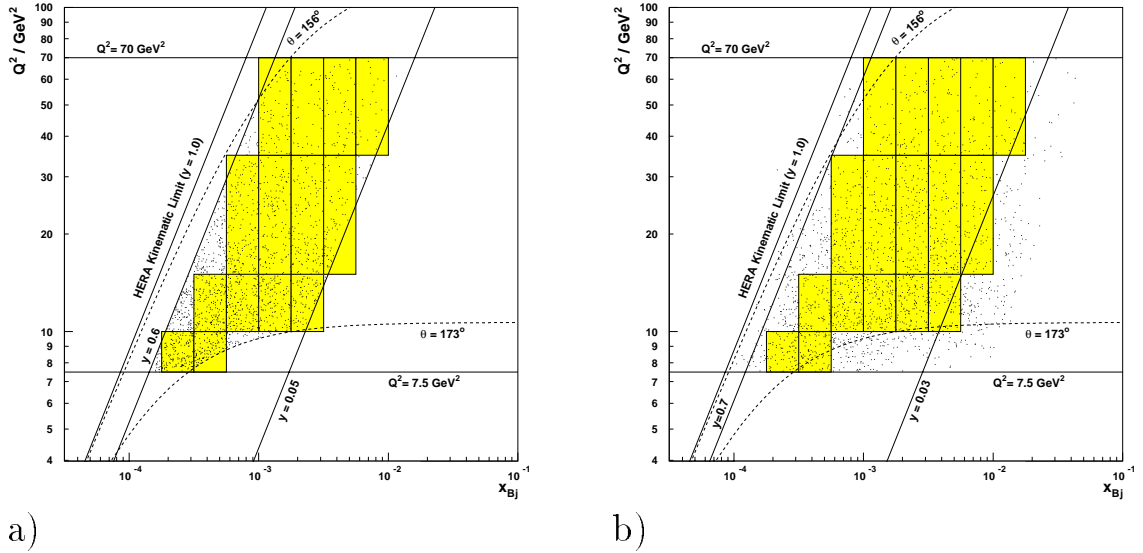 Q² / GeV²
100
90
80
70
60
50
40
30
20
10
9
8
7
6
5
4
Q²= 70 GeV²
θ = 156°
HERA Kinematic Limit (y = 1.0)
y = 0.6
θ = 173°
Q²= 7.5 GeV²
y = 0.05
10⁻⁴
10⁻³
10⁻²
10⁻¹
x_Bj
a)
Q² / GeV²
100
90
80
70
60
50
40
30
20
10
9
8
7
6
5
4
Q²= 70 GeV²
θ = 156°
HERA Kinematic Limit (y = 1.0)
θ = 173°
Q²= 7.5 GeV²
y=0.7
y = 0.03
10⁻⁴
10⁻³
10⁻²
10⁻¹
x_Bj
b)